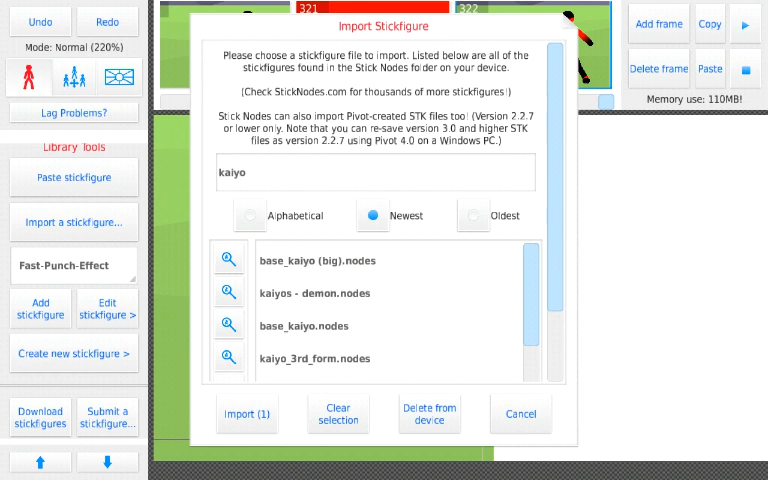 Undo
Redo
Mode: Normal (220%)
Lag Problems?
Library Tools
Paste stickfigure
Import a stickfigure...
Fast-Punch-Effect
Add
stickfigure
Edit
stickfigure >
Create new stickfigure >
Download
stickfigures
Submit a
stickfigure...
321
322
Import Stickfigure
Please choose a stickfigure file to import. Listed below are all of the
stickfigures found in the Stick Nodes folder on your device.
(Check StickNodes.com for thousands of more stickfigures!)
Stick Nodes can also import Pivot-created STK files too! (Version 2.2.7
or lower only. Note that you can re-save version 3.0 and higher STK
files as version 2.2.7 using Pivot 4.0 on a Windows PC.)
kaiyo
Alphabetical
Newest
Oldest
base_kaiyo (big).nodes
kaiyos - demon.nodes
base_kaiyo.nodes
kaiyo_3rd_form.nodes
Import (1)
Clear
selection
Delete from
device
Cancel
Add frame
Copy
Delete frame
Paste
Memory use: 110MB!